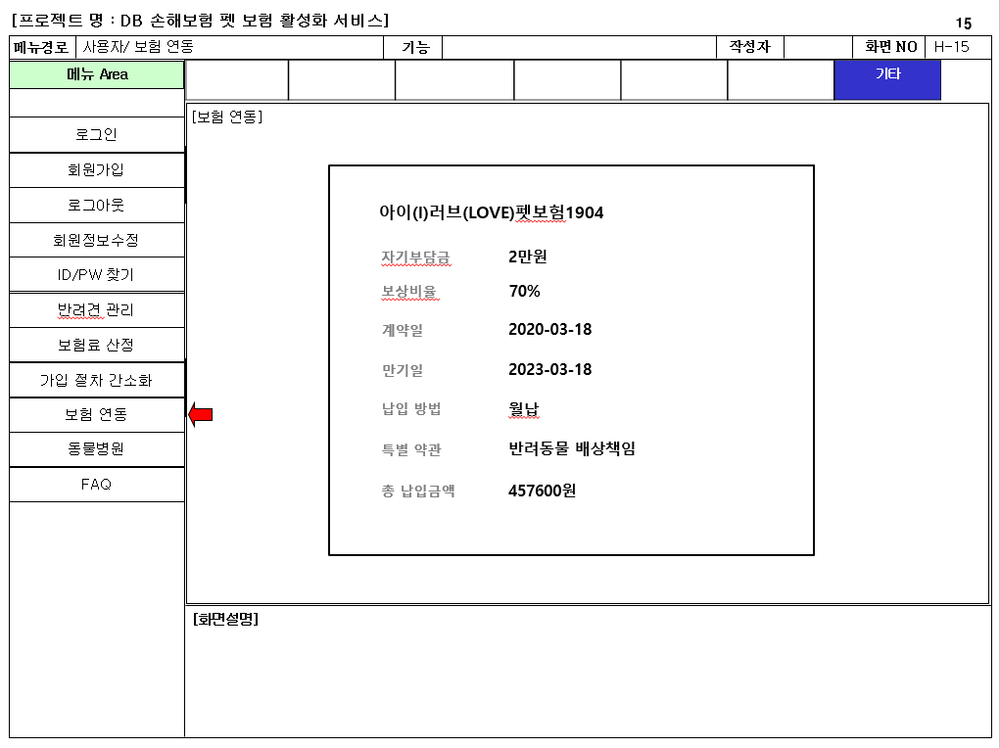 [프로젝트 명 : DB 손해보험 펫 보험 활성화 서비스]
15
메뉴경로 사용자/ 보험 연동 기능 작성자 화면 NO H-15
메뉴 Area
기타
로그인
회원가입
로그아웃
회원정보수정
ID/PW 찾기
반려견 관리
보험료 산정
가입 절차 간소화
보험 연동
동물병원
FAQ
[보험 연동]
아이(I)러브(LOVE)펫보험1904
자기부담금 2만원
보상비율 70%
계약일 2020-03-18
만기일 2023-03-18
납입 방법 월납
특별 약관 반려동물 배상책임
총 납입금액 457600원
[화면설명]